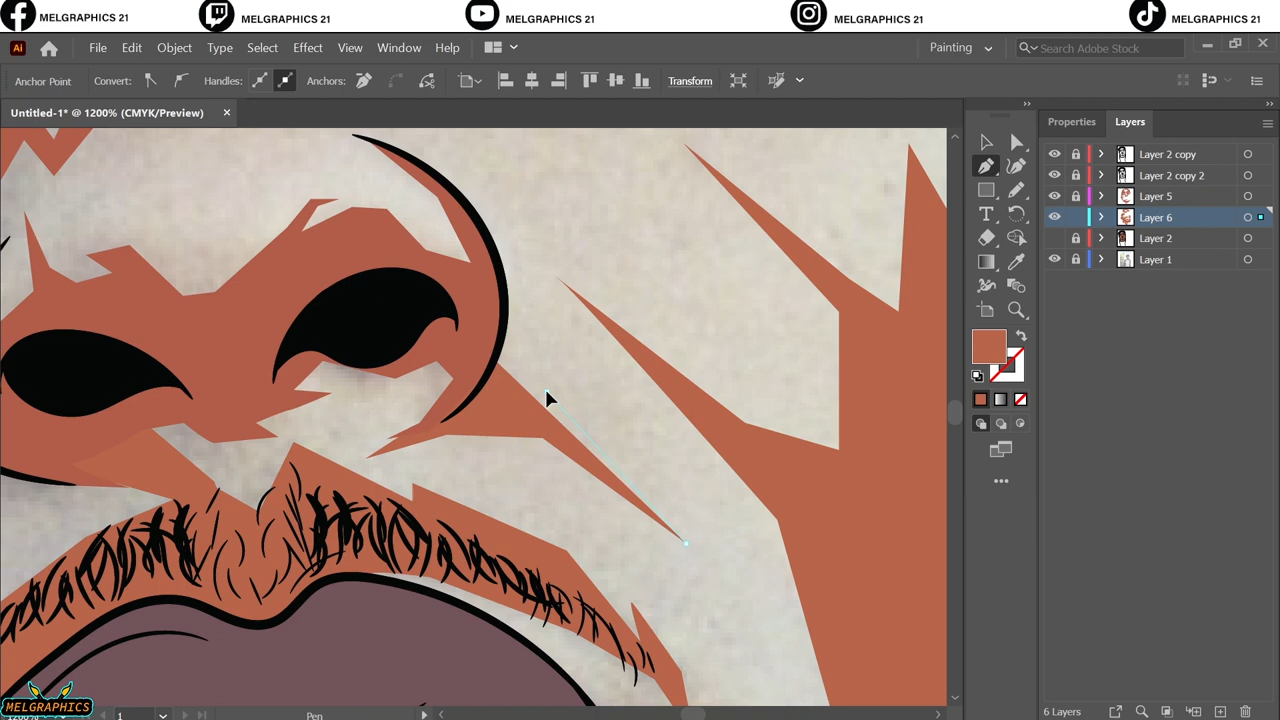 MELGRAPHICS 21 MELGRAPHICS 21 MELGRAPHICS 21 MELGRAPHICS 21 MELGRAPHICS 21
Ai File Edit Object Type Select Effect View Window Help Painting Search Adobe Stock
Anchor Point Convert: Handles: Anchors: Transform
Untitled-1* @ 1200% (CMYK/Preview)
Properties Layers
Layer 2 copy
Layer 2 copy 2
Layer 5
Layer 6
Layer 2
Layer 1
MELGRAPHICS
1 Pen 6 Layers